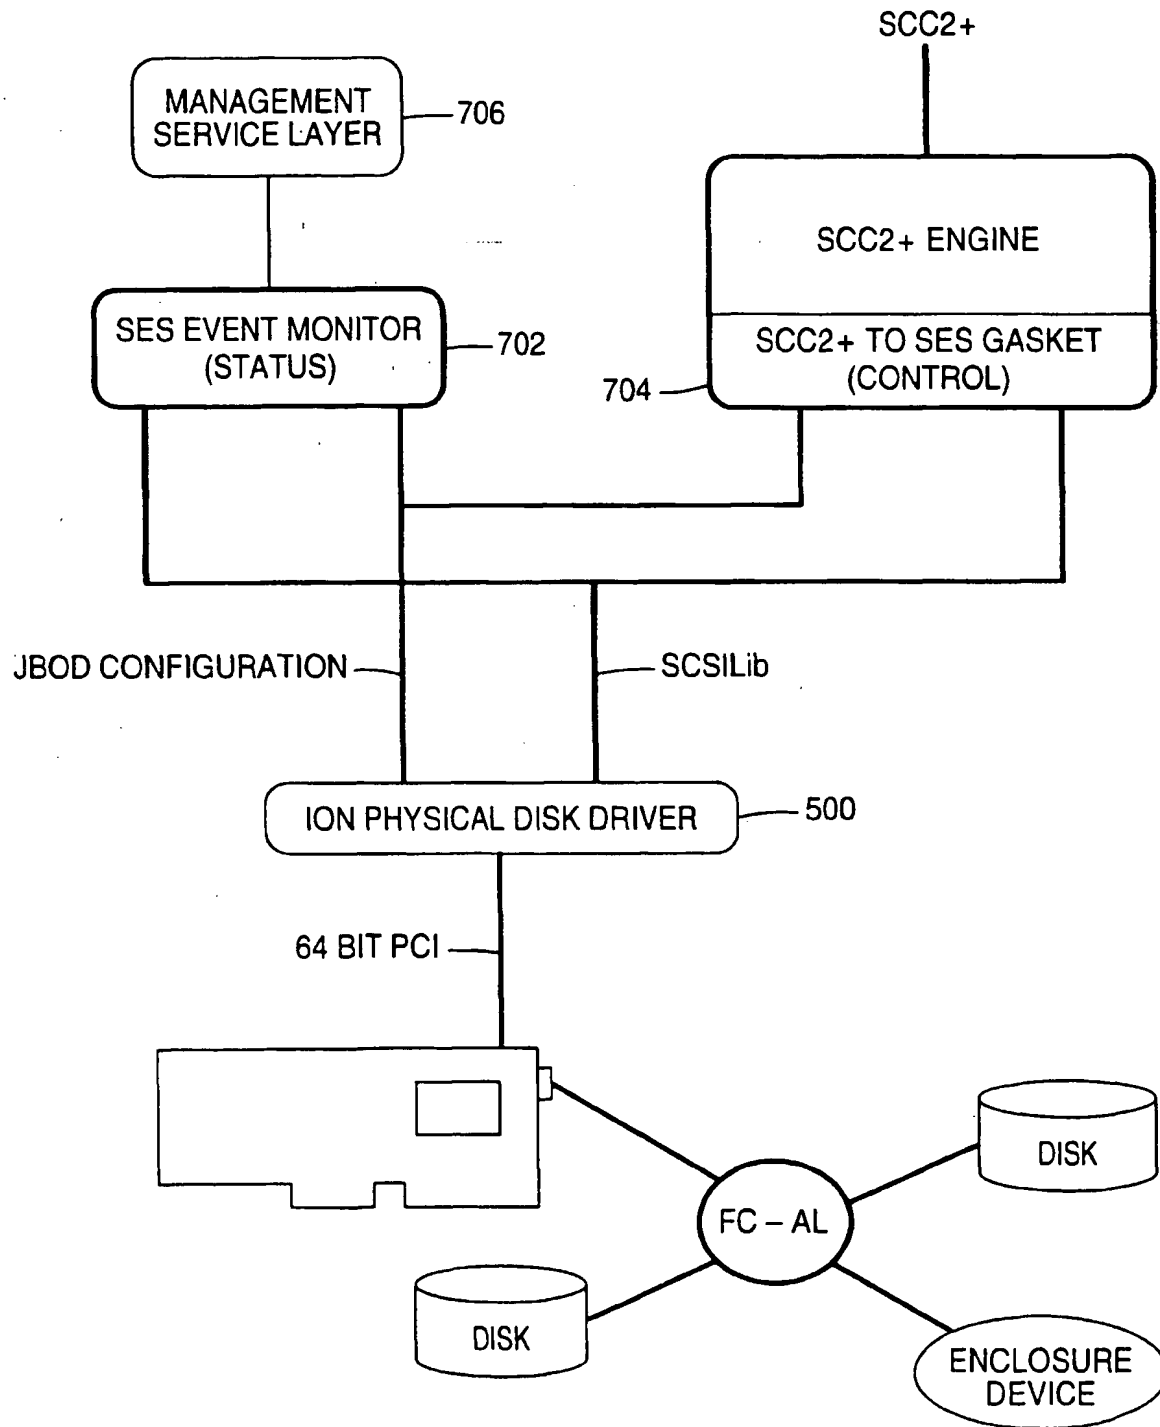 SCC2+
MANAGEMENT
SERVICE LAYER
706
SCC2+ ENGINE
SES EVENT MONITOR
(STATUS)
702
SCC2+ TO SES GASKET
(CONTROL)
704
JBOD CONFIGURATION
SCSILib
ION PHYSICAL DISK DRIVER
500
64 BIT PCI
DISK
FC – AL
DISK
ENCLOSURE
DEVICE